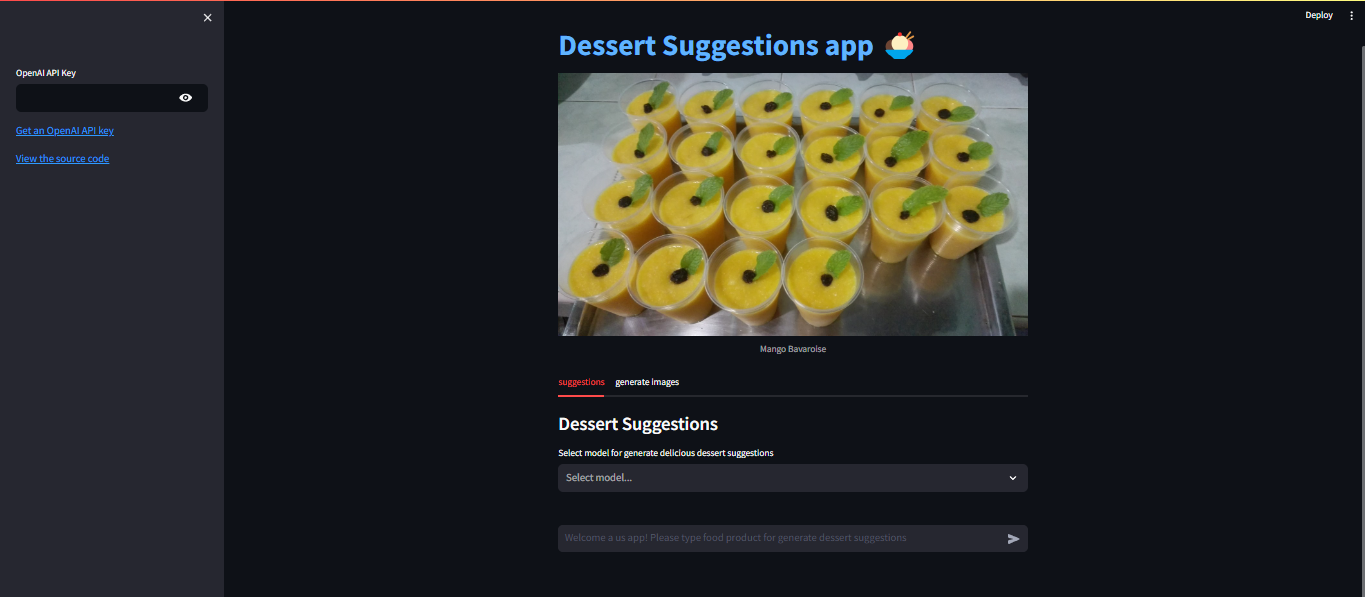 Deploy
OpenAI API Key
Get an OpenAI API key
View the source code
Dessert Suggestions app
Mango Bavaroise
suggestions generate images
Dessert Suggestions
Select model for generate delicious dessert suggestions
Select model...
Welcome a us app! Please type food product for generate dessert suggestions